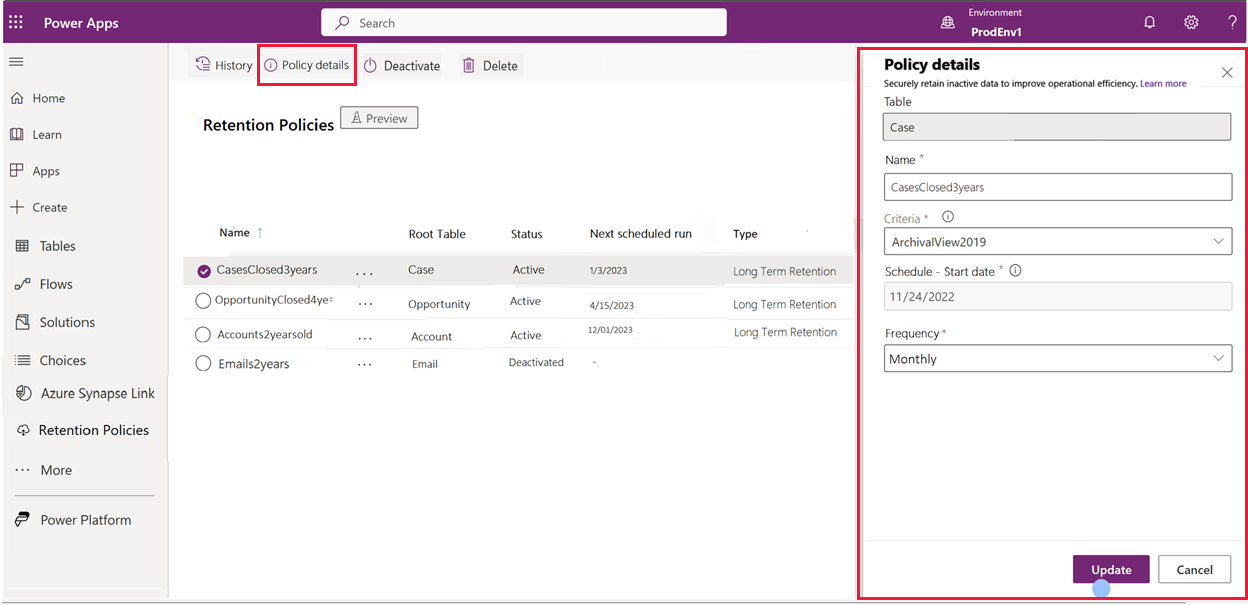 Power Apps
Search
Environment
ProdEnv1
?
Home
Learn
Apps
Create
Tables
Flows
Solutions
Choices
Azure Synapse Link
Retention Policies
More
Power Platform
History
Policy details
Deactivate
Delete
Retention Policies
Preview
Name ↑ Root Table Status Next scheduled run Type
CasesClosed3years ... Case Active 1/3/2023 Long Term Retention
OpportunityClosed4ye ... Opportunity Active 4/15/2023 Long Term Retention
Accounts2yearsold ... Account Active 12/01/2023 Long Term Retention
Emails2years ... Email Deactivated -
Policy details
Securely retain inactive data to improve operational efficiency. Learn more
Table
Case
Name *
CasesClosed3years
Criteria *
ArchivalView2019
Schedule - Start date *
11/24/2022
Frequency *
Monthly
Update
Cancel